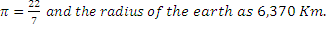 π = 22/7 and the radius of the earth as 6,370 Km.